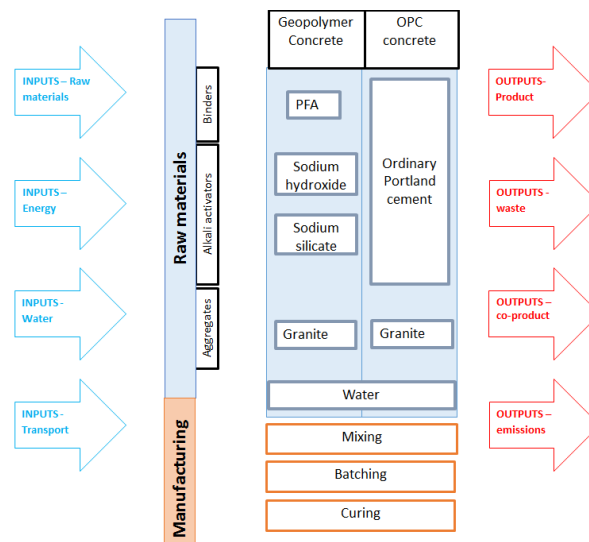 Geopolymer
Concrete
OPC
concrete
INPUTS – Raw
materials
INPUTS –
Energy
INPUTS -
Water
INPUTS -
Transport
Raw materials
Manufacturing
Binders
Alkali activators
Aggregates
PFA
Sodium
hydroxide
Sodium
silicate
Granite
Ordinary
Portland
cement
Granite
Water
Mixing
Batching
Curing
OUTPUTS-
Product
OUTPUTS -
waste
OUTPUTS –
co-product
OUTPUTS –
emissions